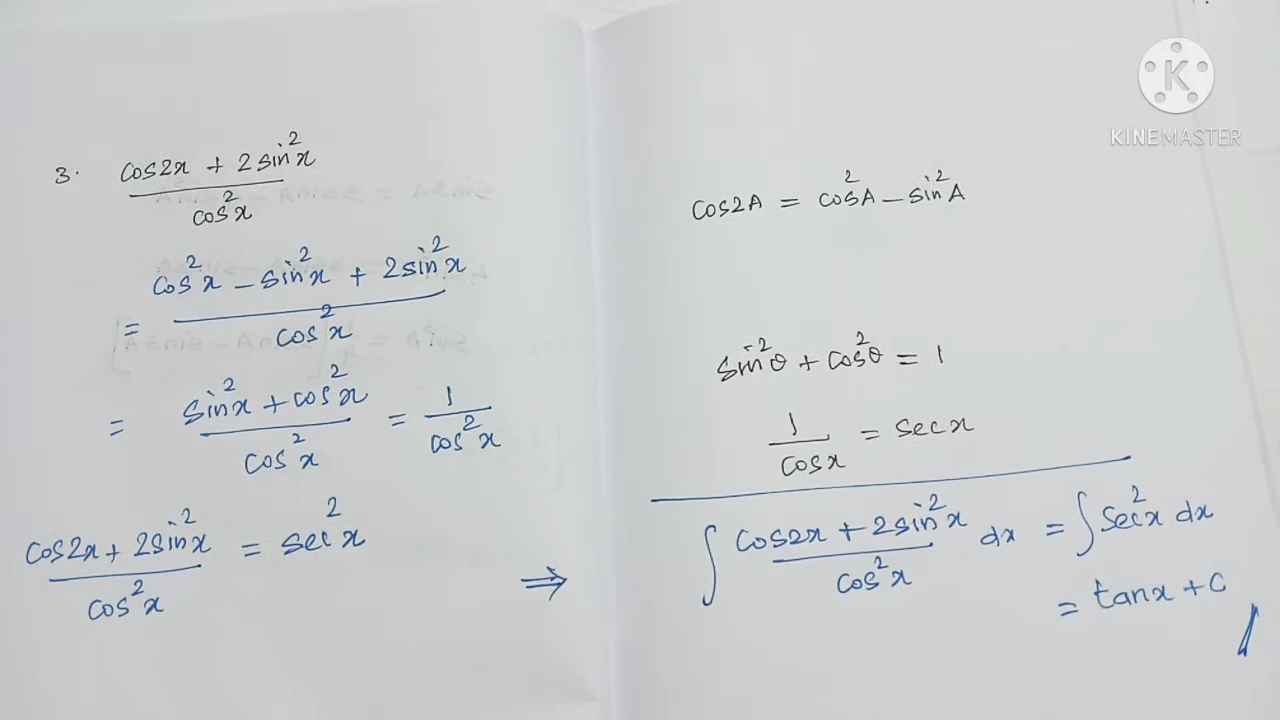 3. (cos2x + 2sin²x)/(cos²x)
= (cos²x – sin²x + 2sin²x)/(cos²x)
= (sin²x + cos²x)/(cos²x) = 1/(cos²x)
(cos2x + 2sin²x)/(cos²x) = sec²x
⇒
cos2A = cos²A – sin²A
sin²θ + cos²θ = 1
1/(cosx) = secx
∫ (cos2x + 2sin²x)/(cos²x) dx = ∫ sec²x dx
= tanx + c
KINEMASTER